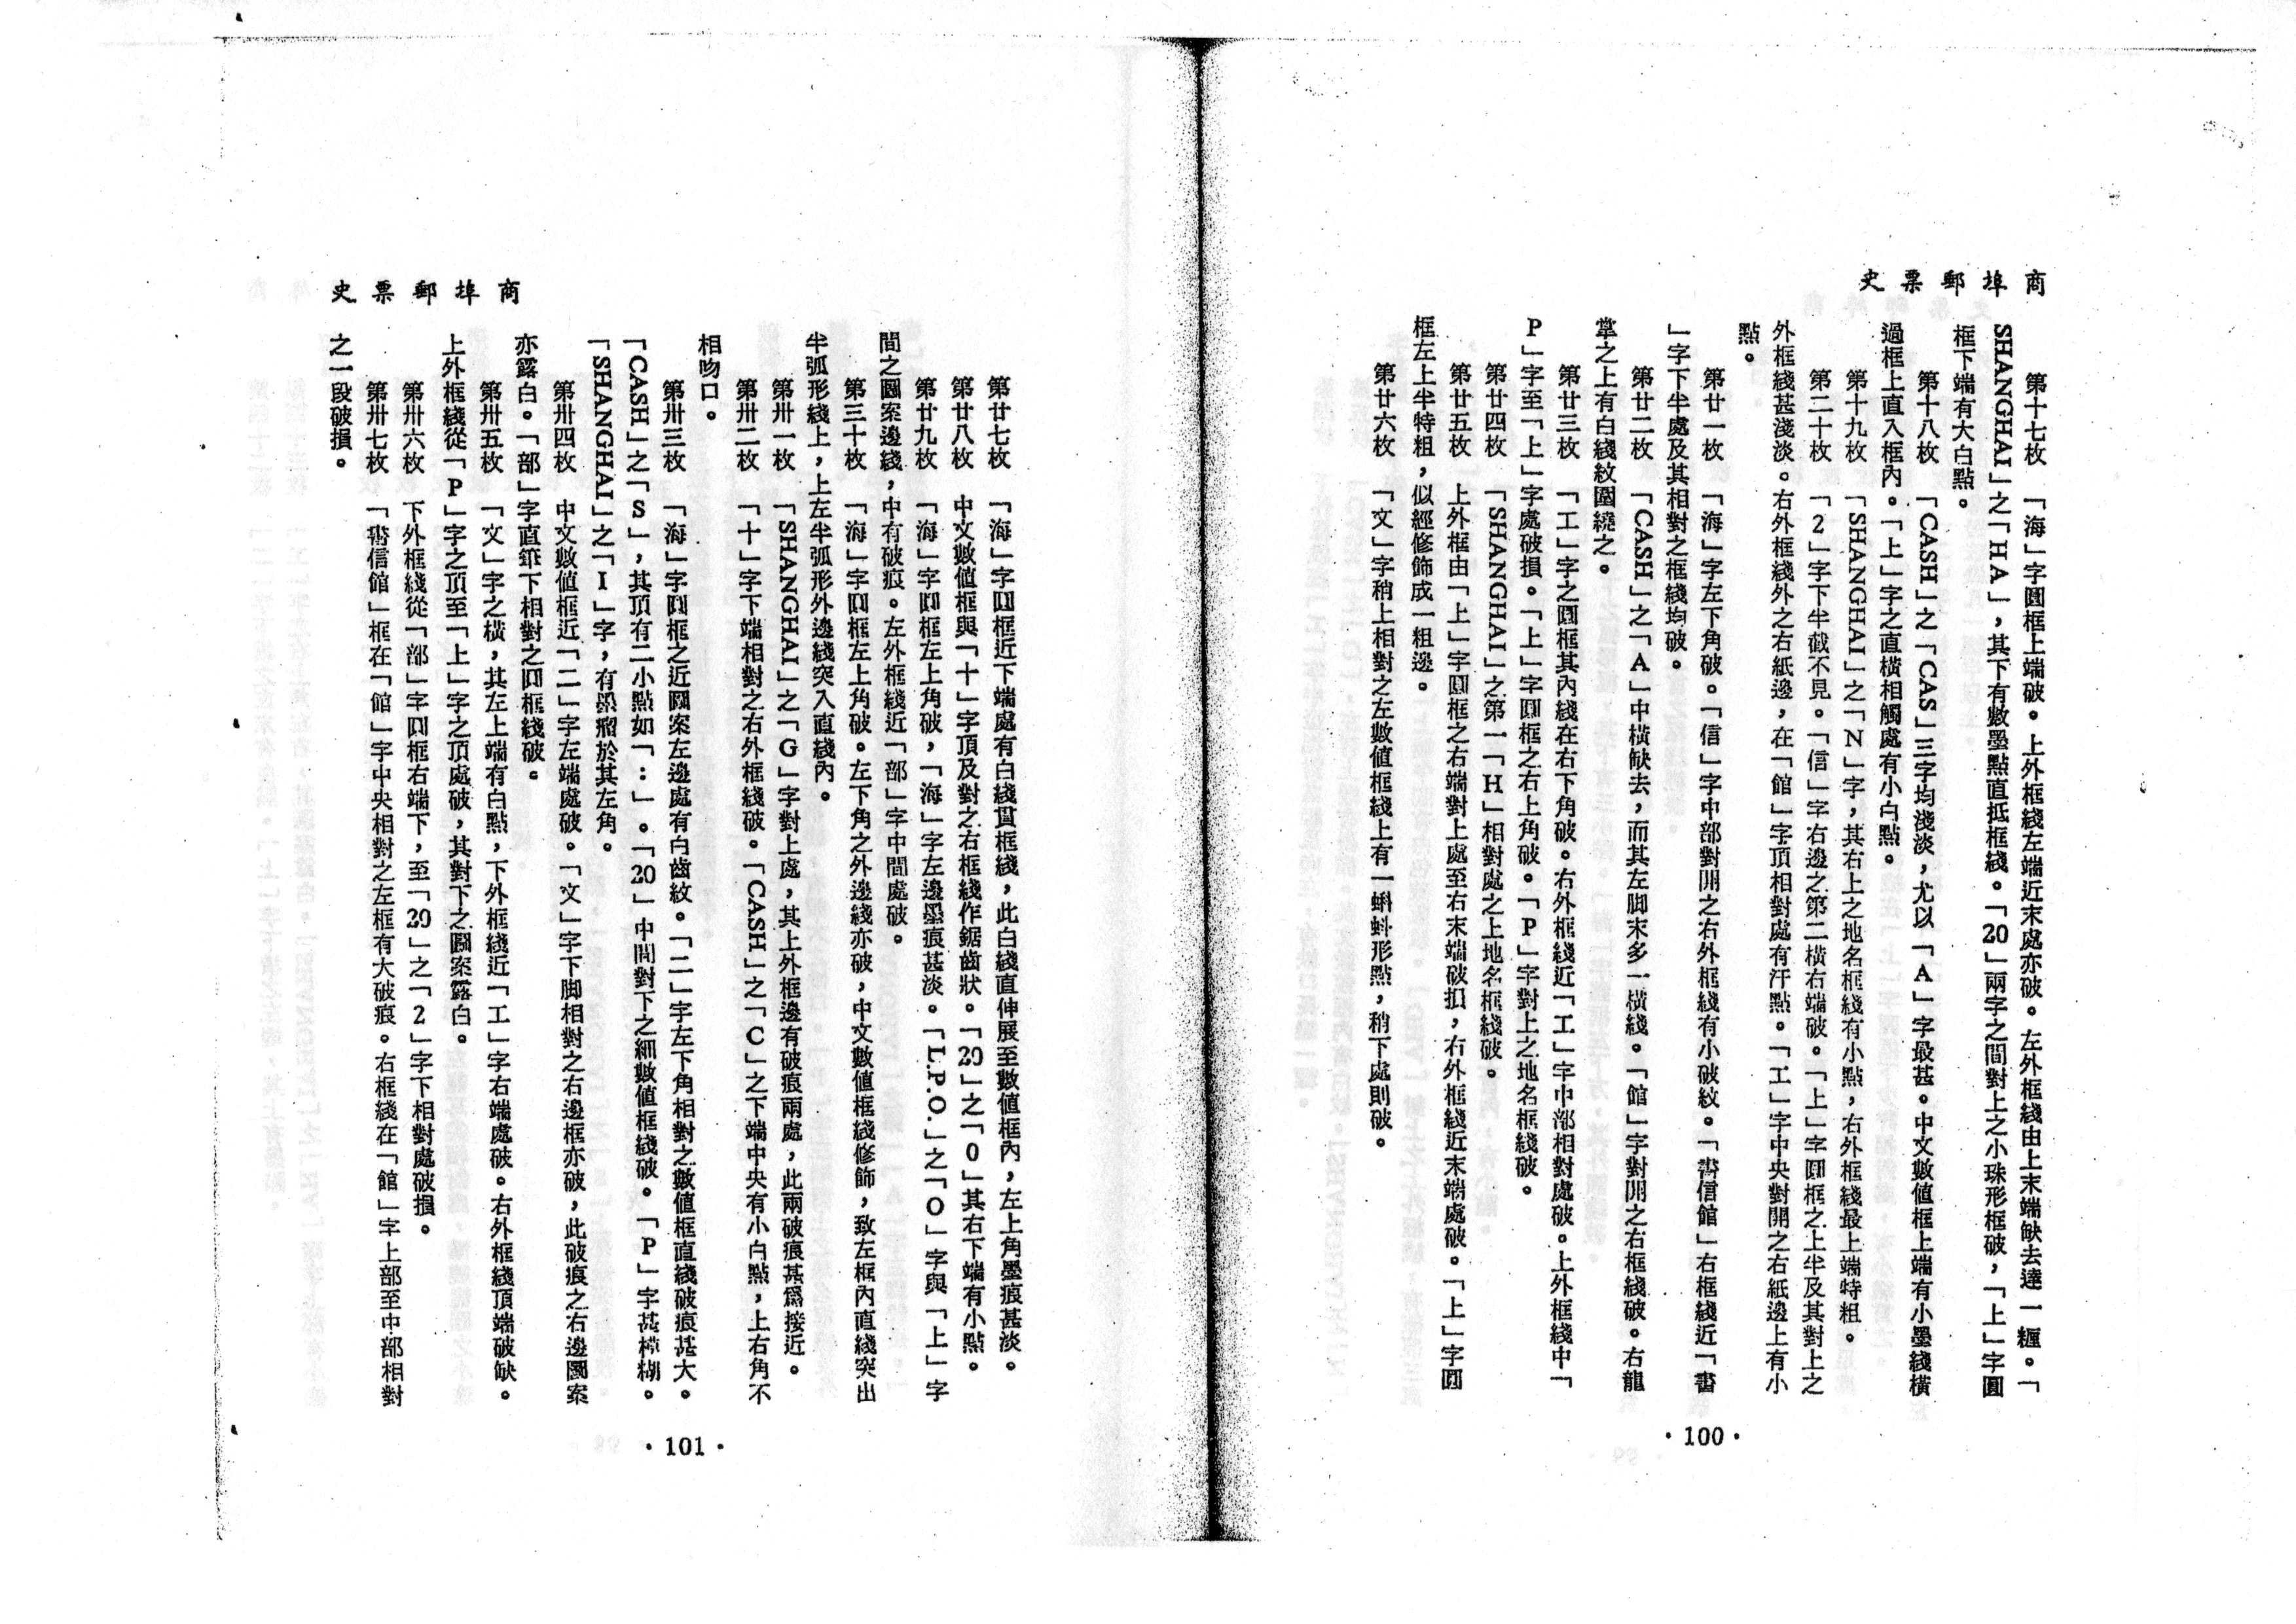 商埠郵票史
第十七枚　「海」字圓框上端破。上外框綫左端近末處亦破。左外框綫由上末端缺去達一糎。「
SHANGHAI」之「HA」，其下有數墨點直抵框綫。「20」兩字之間對上之小珠形框破，「上」字圓
框下端有大白點。
第十八枚　「CASH」之「CAS」三字均淺淡，尤以「A」字最甚。中文數値框上端有小墨綫橫
過框上直入框內。「上」字之直橫相觸處有小白點。
第十九枚　「SHANGHAI」之「N」字，其右上之地名框綫有小點，右外框綫最上端特粗。
第二十枚　「2」字下半截不見。「信」字右邊之第二橫右端破。「上」字圓框之上半及其對上之
外框綫甚淺淡。右外框綫外之右紙邊，在「館」字頂相對處有汙點。「工」字中央對開之右紙邊上有小
點。
第廿一枚　「海」字左下角破。「信」字中部對開之右外框綫有小破紋。「書信館」右框綫近「書
」字下半處及其相對之框綫均破。
第廿二枚　「CASH」之「A」中橫缺去，而其左脚末多一橫綫。「館」字對開之右框綫破。右龍
掌之上有白綫紋圍繞之。
第廿三枚　「工」字之圓框其內綫在右下角破。右外框綫近「工」字中部相對處破。上外框綫中「
P」字至「上」字處破損。「上」字圓框之右上角破。「P」字對上之地名框綫破。
第廿四枚　「SHANGHAI」之第一「H」相對處之上地名框綫破。
第廿五枚　上外框由「上」字圓框之右端對上處至右末端破損，右外框綫近末端處破。「上」字圓
框左上半特粗，似經修飾成一粗邊。
第廿六枚　「文」字稍上相對之左數値框綫上有一蝌蚪形點，稍下處則破。
·100·
商埠郵票史
第廿七枚　「海」字圓框近下端處有白綫貫框綫，此白綫直伸展至數値框內，左上角墨痕甚淡。
第廿八枚　中文數値框與「十」字頂及對之右框綫作鋸齒狀。「20」之「0」其右下端有小點。
第廿九枚　「海」字圓框左上角破，「海」字左邊墨痕甚淡。「L.P.O.」之「O」字與「上」字
間之圖案邊綫，中有破痕。左外框綫近「部」字中間處破。
第三十枚　「海」字圓框左上角破。左下角之外邊綫亦破，中文數値框綫修飾，致左框內直綫突出
半弧形綫上，上左半弧形外邊綫突入直綫內。
第卅一枚　「SHANGHAI」之「G」字對上處，其上外框邊有破痕兩處，此兩破痕甚爲接近。
第卅二枚　「十」字下端相對之右外框綫破。「CASH」之「C」之下端中央有小白點，上右角不
相吻口。
第卅三枚　「海」字圓框之近圖案左邊處有白齒紋。「二」字左下角相對之數値框直綫破痕甚大。
「CASH」之「S」，其頂有二小點如「：」。「20」中間對下之細數値框綫破。「P」字甚糢糊。
「SHANGHAI」之「I」字，有墨瘤於其左角。
第卅四枚　中文數値框近「二」字左端處破。「文」字下脚相對之右邊框亦破，此破痕之右邊圖案
亦露白。「部」字直筆下相對之囗框綫破。
第卅五枚　「文」字之橫，其左上端有白點，下外框綫近「工」字右端處破。右外框綫頂端破缺。
上外框綫從「P」字之頂至「上」字之頂處破，其對下之圖案露白。
第卅六枚　下外框綫從「部」字囗框右端下，至「20」之「2」字下相對處破損。
第卅七枚　「書信館」框在「館」字中央相對之左框有大破痕。右框綫在「館」字上部至中部相對
之一段破損。
·101·